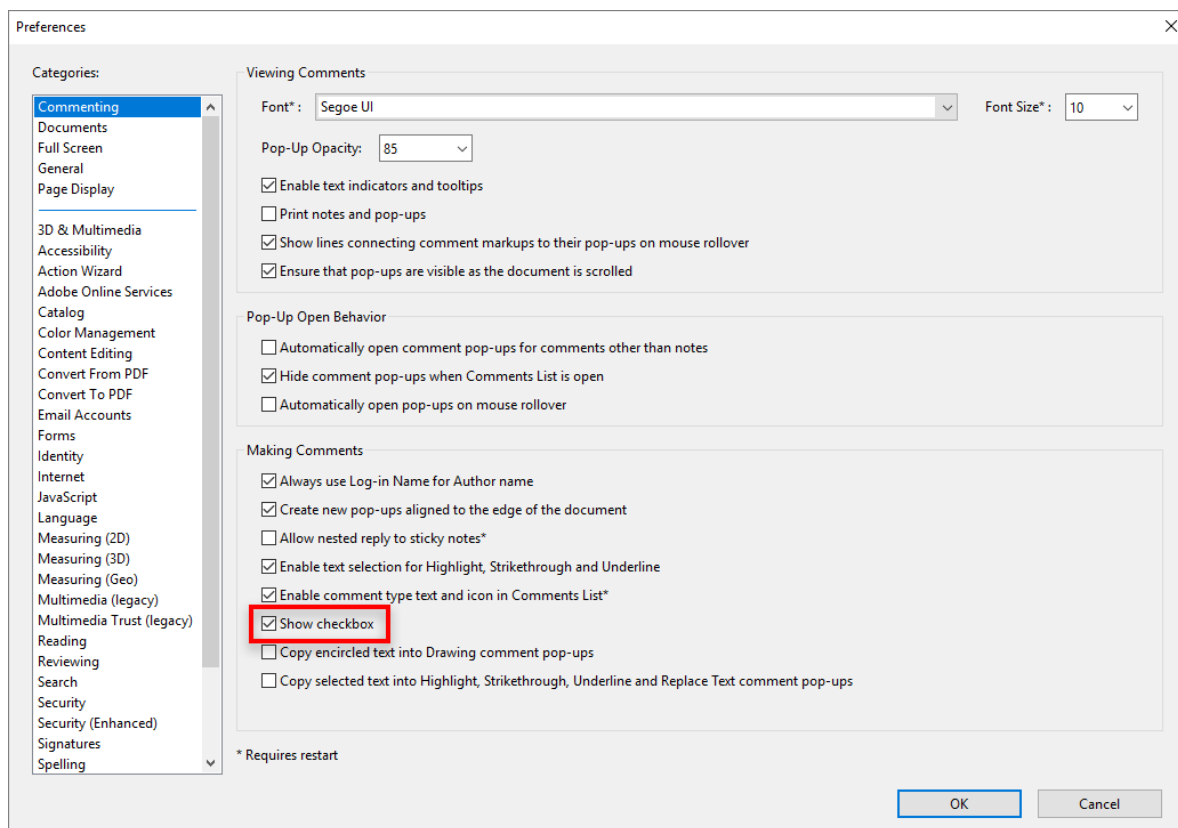 Preferences
Categories:
Commenting
Documents
Full Screen
General
Page Display
3D & Multimedia
Accessibility
Action Wizard
Adobe Online Services
Catalog
Color Management
Content Editing
Convert From PDF
Convert To PDF
Email Accounts
Forms
Identity
Internet
JavaScript
Language
Measuring (2D)
Measuring (3D)
Measuring (Geo)
Multimedia (legacy)
Multimedia Trust (legacy)
Reading
Reviewing
Search
Security
Security (Enhanced)
Signatures
Spelling
Viewing Comments
Font* : Segoe UI Font Size* : 10
Pop-Up Opacity: 85
Enable text indicators and tooltips
Print notes and pop-ups
Show lines connecting comment markups to their pop-ups on mouse rollover
Ensure that pop-ups are visible as the document is scrolled
Pop-Up Open Behavior
Automatically open comment pop-ups for comments other than notes
Hide comment pop-ups when Comments List is open
Automatically open pop-ups on mouse rollover
Making Comments
Always use Log-in Name for Author name
Create new pop-ups aligned to the edge of the document
Allow nested reply to sticky notes*
Enable text selection for Highlight, Strikethrough and Underline
Enable comment type text and icon in Comments List*
Show checkbox
Copy encircled text into Drawing comment pop-ups
Copy selected text into Highlight, Strikethrough, Underline and Replace Text comment pop-ups
* Requires restart
OK Cancel